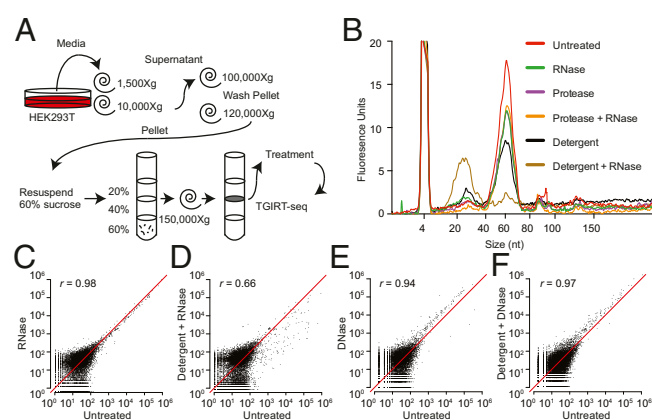 A
Media
Supernatant
1,500Xg
10,000Xg
HEK293T
100,000Xg
Wash Pellet
120,000Xg
Pellet
Resuspend
60% sucrose
20%
40%
60%
150,000Xg
Treatment
TGIRT-seq
B
Fluoresence Units
20
15
10
5
0
4 20 40 60 80 100 150
Size (nt)
Untreated
RNase
Protease
Protease + RNase
Detergent
Detergent + RNase
C
r = 0.98
RNase
10⁶
10⁵
10⁴
10³
10²
10¹
10⁰
10⁰ 10¹ 10² 10³ 10⁴ 10⁵ 10⁶
Untreated
D
r = 0.66
Detergent + RNase
10⁶
10⁵
10⁴
10³
10²
10¹
10⁰
10⁰ 10¹ 10² 10³ 10⁴ 10⁵ 10⁶
Untreated
E
r = 0.94
DNase
10⁶
10⁵
10⁴
10³
10²
10¹
10⁰
10⁰ 10¹ 10² 10³ 10⁴ 10⁵ 10⁶
Untreated
F
r = 0.97
Detergent + DNase
10⁶
10⁵
10⁴
10³
10²
10¹
10⁰
10⁰ 10¹ 10² 10³ 10⁴ 10⁵ 10⁶
Untreated